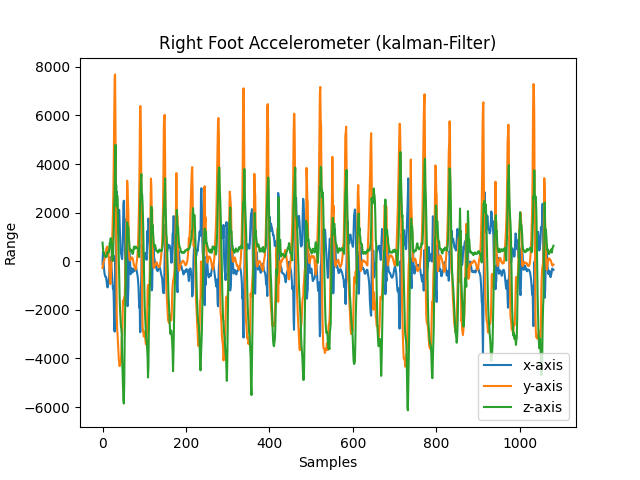 Right Foot Accelerometer (kalman-Filter)
8000
6000
4000
2000
0
−2000
−4000
−6000
Range
0 200 400 600 800 1000
Samples
x-axis
y-axis
z-axis